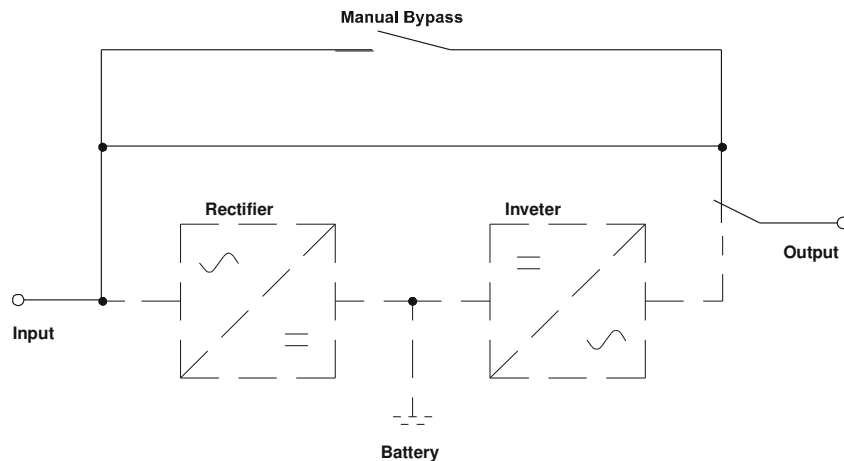 Manual Bypass
Rectifier
Inveter
Output
Input
Battery